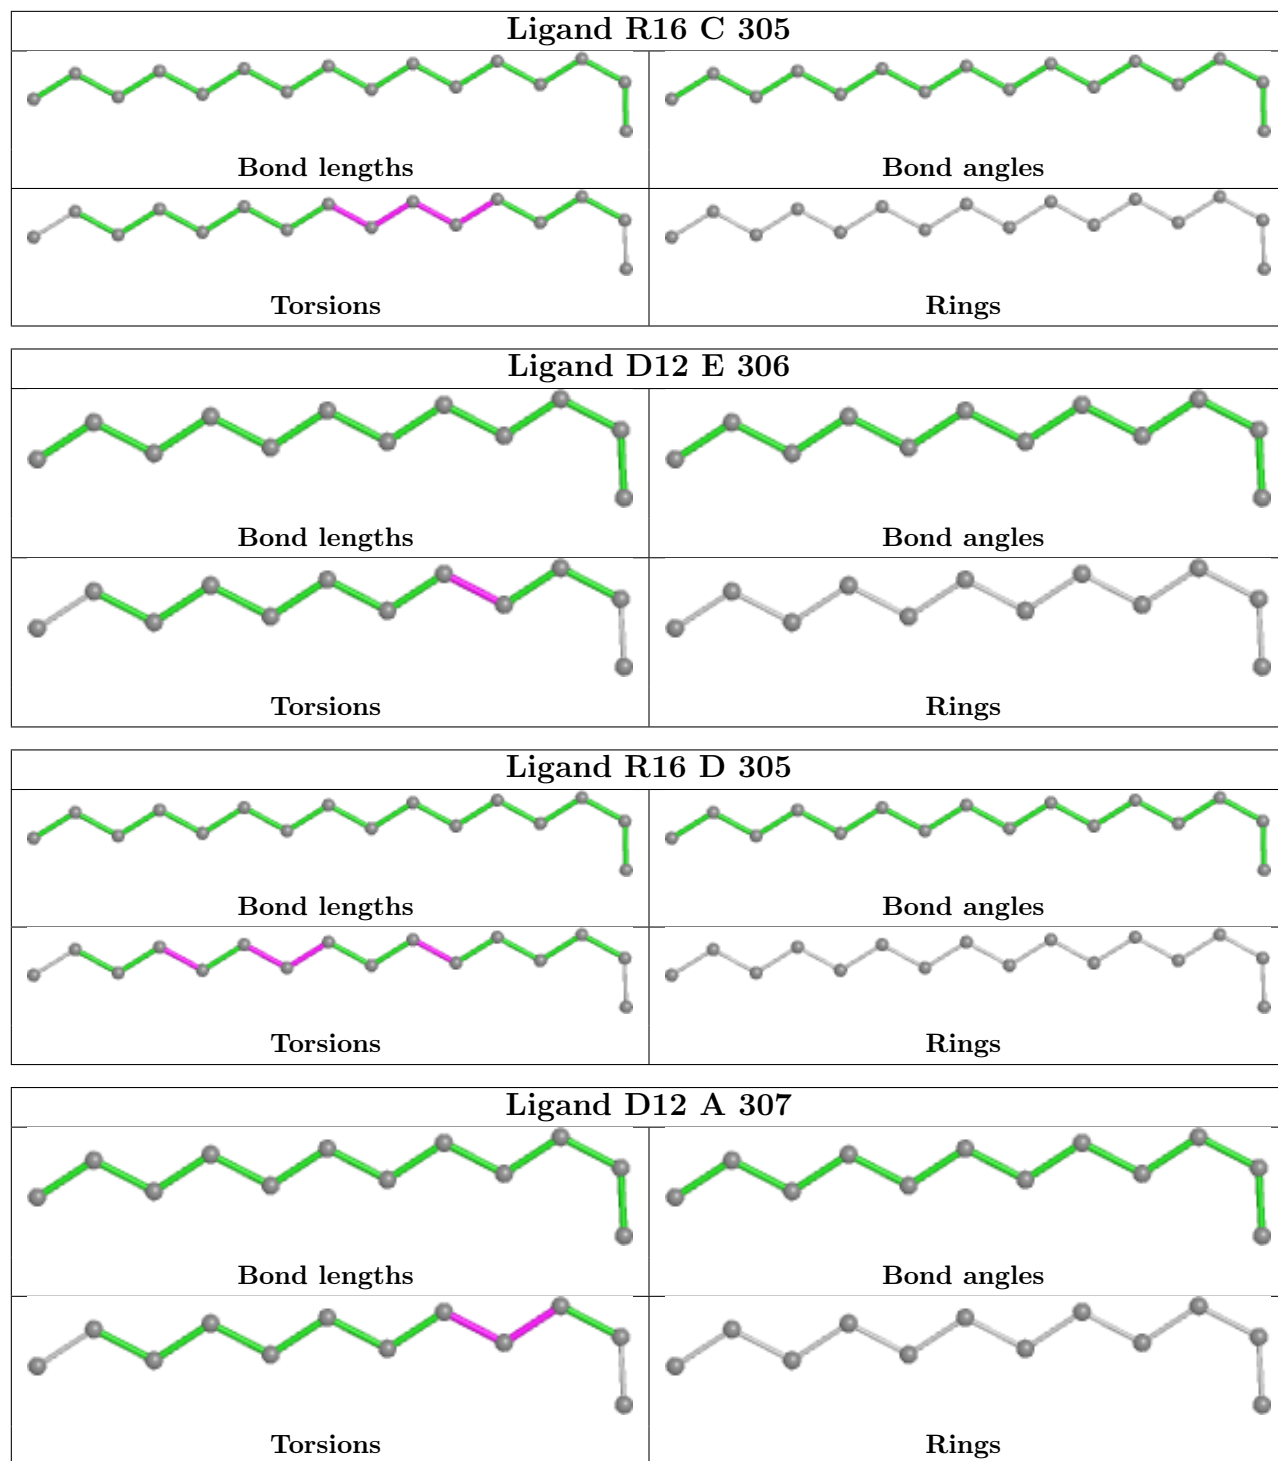 Ligand R16 C 305
Bond lengths
Bond angles
Torsions
Rings
Ligand D12 E 306
Bond lengths
Bond angles
Torsions
Rings
Ligand R16 D 305
Bond lengths
Bond angles
Torsions
Rings
Ligand D12 A 307
Bond lengths
Bond angles
Torsions
Rings